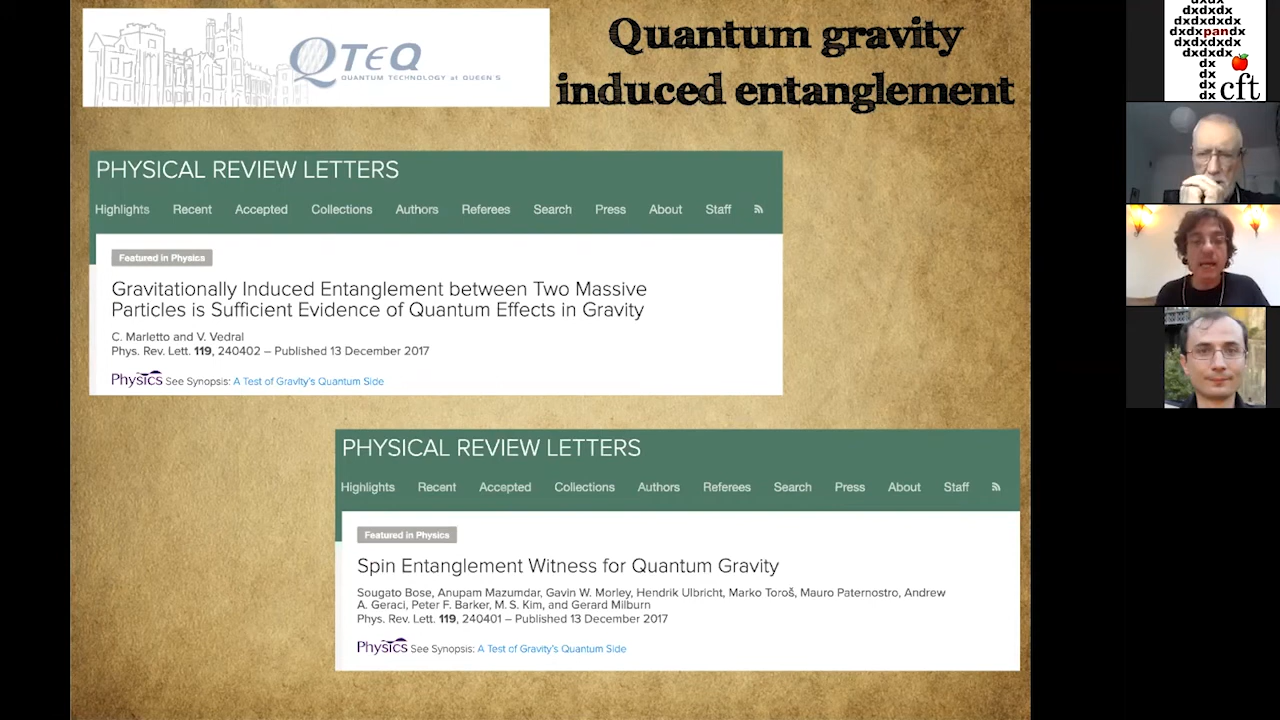 QTEQ
QUANTUM TECHNOLOGY at QUEEN'S
Quantum gravity
induced entanglement
PHYSICAL REVIEW LETTERS
Highlights Recent Accepted Collections Authors Referees Search Press About Staff
Featured in Physics
Gravitationally Induced Entanglement between Two Massive
Particles is Sufficient Evidence of Quantum Effects in Gravity
C. Marletto and V. Vedral
Phys. Rev. Lett. 119, 240402 – Published 13 December 2017
Physics See Synopsis: A Test of Gravity's Quantum Side
PHYSICAL REVIEW LETTERS
Highlights Recent Accepted Collections Authors Referees Search Press About Staff
Featured in Physics
Spin Entanglement Witness for Quantum Gravity
Sougato Bose, Anupam Mazumdar, Gavin W. Morley, Hendrik Ulbricht, Marko Toroš, Mauro Paternostro, Andrew
A. Geraci, Peter F. Barker, M. S. Kim, and Gerard Milburn
Phys. Rev. Lett. 119, 240401 – Published 13 December 2017
Physics See Synopsis: A Test of Gravity's Quantum Side
dxdxdx
dxdxdxdx
dxdxpandx
dxdxdxdx
dxdxdx
dx
dx
dx
dx cft